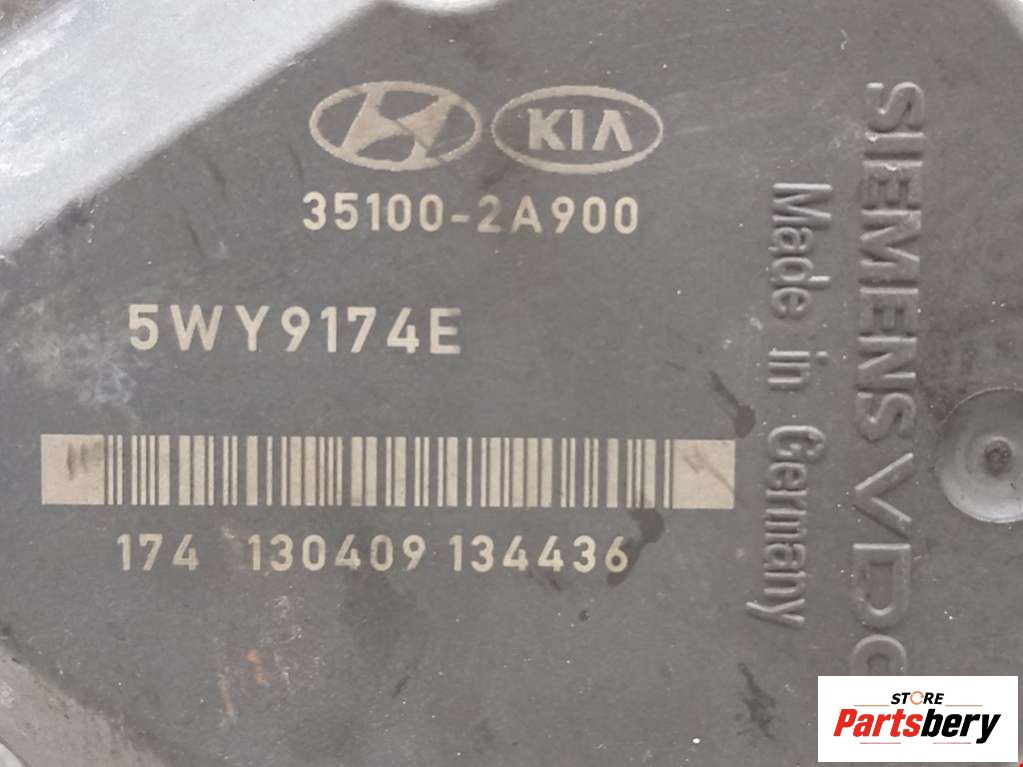 KIA
35100-2A900
5WY9174E
174 130409 134436
Made in Germany
SIEMENS VDO
STORE
Partsbery